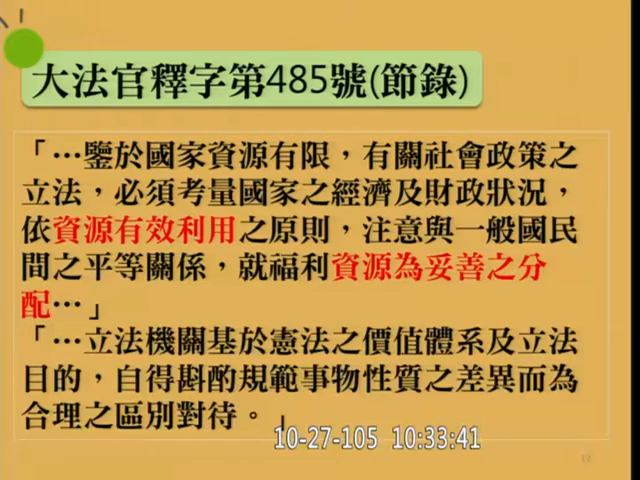 大法官釋字第485號(節錄)
「…鑒於國家資源有限，有關社會政策之
立法，必須考量國家之經濟及財政狀況，
依資源有效利用之原則，注意與一般國民
間之平等關係，就福利資源為妥善之分
配…」
「…立法機關基於憲法之價值體系及立法
目的，自得斟酌規範事物性質之差異而為
合理之區別對待。」
10-27-105 10:33:41
12